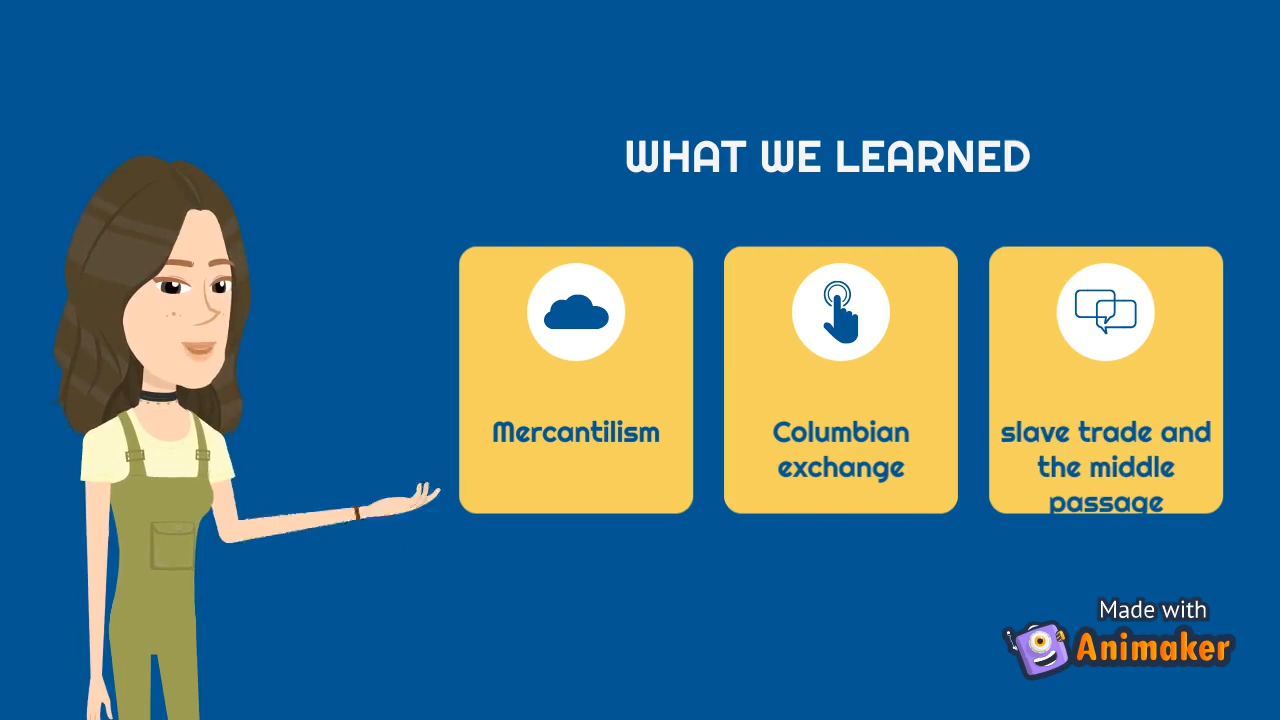 WHAT WE LEARNED
Mercantilism
Columbian
exchange
slave trade and
the middle
passage
Made with
Animaker